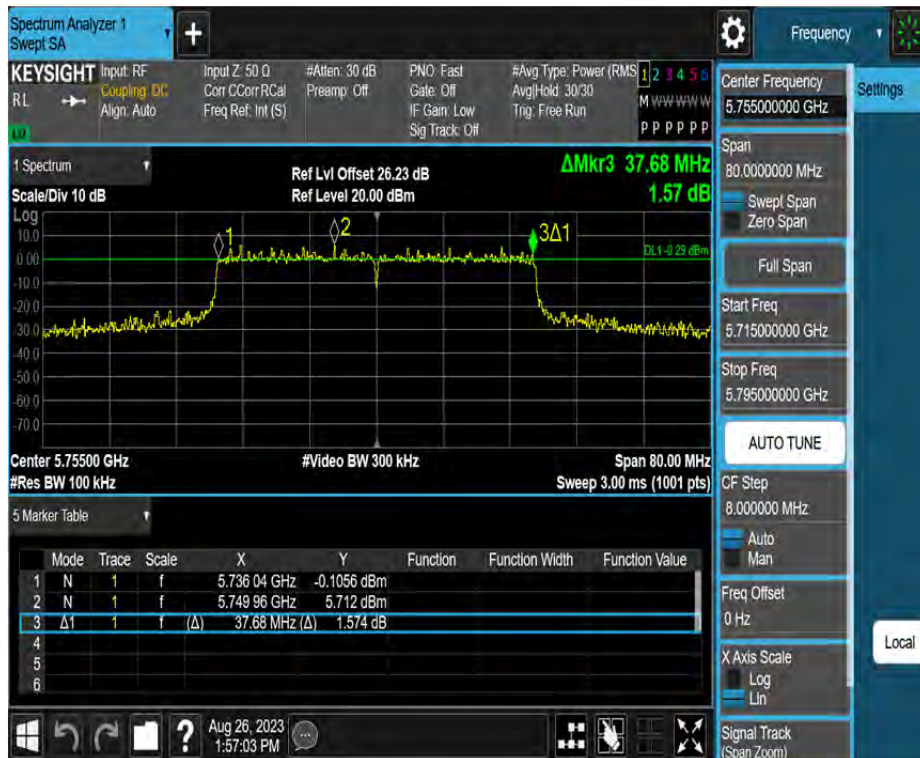 Spectrum Analyzer 1
Swept SA
+
Frequency
KEYSIGHT
RL
Input: RF
Coupling: DC
Align: Auto
Input Z: 50 Ω
Corr CCorr RCal
Freq Ref: Int (S)
#Atten: 30 dB
Preamp: Off
PNO: Fast
Gate: Off
IF Gain: Low
Sig Track: Off
#Avg Type: Power (RMS
Avg|Hold: 30/30
Trig: Free Run
1 2 3 4 5 6
M W W W W W
P P P P P P
1 Spectrum
Scale/Div 10 dB
Ref Lvl Offset 26.23 dB
Ref Level 20.00 dBm
ΔMkr3 37.68 MHz
1.57 dB
Log
10.0
0.00
-10.0
-20.0
-30.0
-40.0
-50.0
-60.0
-70.0
1
2
3Δ1
DL1 -0.29 dBm
Center 5.75500 GHz
#Video BW 300 kHz
Span 80.00 MHz
#Res BW 100 kHz
Sweep 3.00 ms (1001 pts)
5 Marker Table
Mode Trace Scale X Y Function Function Width Function Value
1 N 1 f 5.736 04 GHz -0.1056 dBm
2 N 1 f 5.749 96 GHz 5.712 dBm
3 Δ1 1 f (Δ) 37.68 MHz (Δ) 1.574 dB
4
5
6
?
Aug 26, 2023
1:57:03 PM
Center Frequency
5.755000000 GHz
Span
80.0000000 MHz
Swept Span
Zero Span
Full Span
Start Freq
5.715000000 GHz
Stop Freq
5.795000000 GHz
AUTO TUNE
CF Step
8.000000 MHz
Auto
Man
Freq Offset
0 Hz
X Axis Scale
Log
Lin
Signal Track
(Span Zoom)
Settings
Local